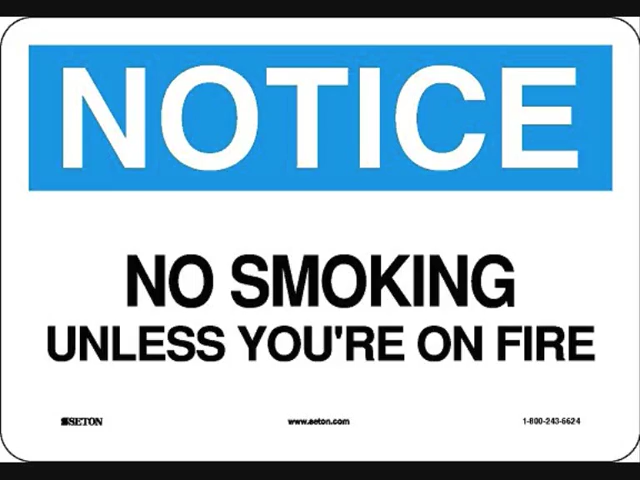 NOTICE
NO SMOKING
UNLESS YOU'RE ON FIRE
SETON www.seton.com 1-800-243-6624